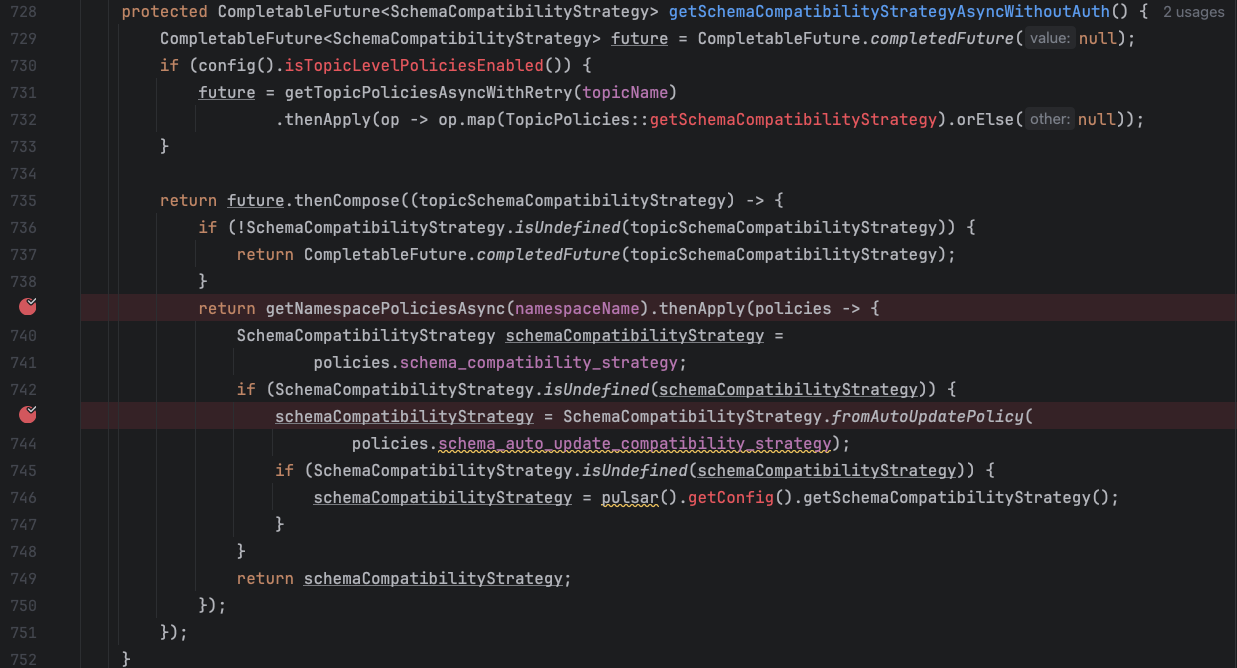 728 protected CompletableFuture<SchemaCompatibilityStrategy> getSchemaCompatibilityStrategyAsyncWithoutAuth() { 2 usages
729 CompletableFuture<SchemaCompatibilityStrategy> future = CompletableFuture.completedFuture( value: null);
730 if (config().isTopicLevelPoliciesEnabled()) {
731 future = getTopicPoliciesAsyncWithRetry(topicName)
732 .thenApply(op -> op.map(TopicPolicies::getSchemaCompatibilityStrategy).orElse( other: null));
733 }
734
735 return future.thenCompose((topicSchemaCompatibilityStrategy) -> {
736 if (!SchemaCompatibilityStrategy.isUndefined(topicSchemaCompatibilityStrategy)) {
737 return CompletableFuture.completedFuture(topicSchemaCompatibilityStrategy);
738 }
return getNamespacePoliciesAsync(namespaceName).thenApply(policies -> {
740 SchemaCompatibilityStrategy schemaCompatibilityStrategy =
741 policies.schema_compatibility_strategy;
742 if (SchemaCompatibilityStrategy.isUndefined(schemaCompatibilityStrategy)) {
schemaCompatibilityStrategy = SchemaCompatibilityStrategy.fromAutoUpdatePolicy(
744 policies.schema_auto_update_compatibility_strategy);
745 if (SchemaCompatibilityStrategy.isUndefined(schemaCompatibilityStrategy)) {
746 schemaCompatibilityStrategy = pulsar().getConfig().getSchemaCompatibilityStrategy();
747 }
748 }
749 return schemaCompatibilityStrategy;
750 });
751 });
752 }